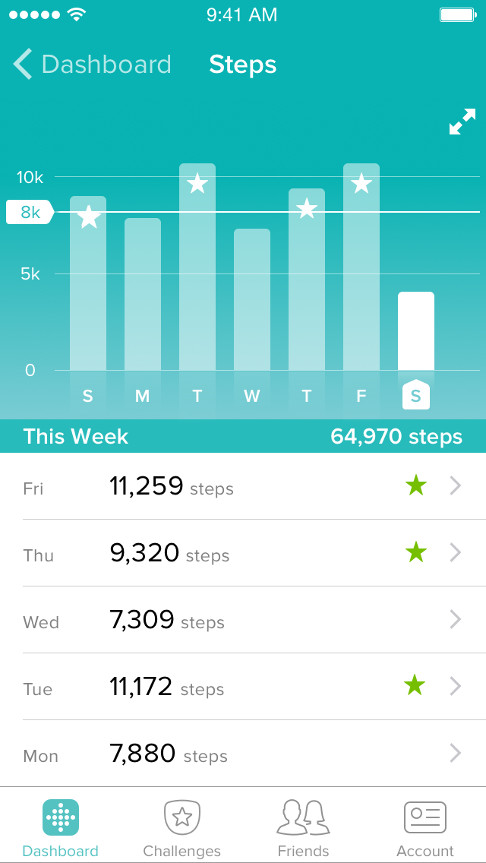 9:41 AM
Dashboard Steps
10k
8k
5k
0
S M T W T F S
This Week 64,970 steps
Fri 11,259 steps
Thu 9,320 steps
Wed 7,309 steps
Tue 11,172 steps
Mon 7,880 steps
Dashboard Challenges Friends Account